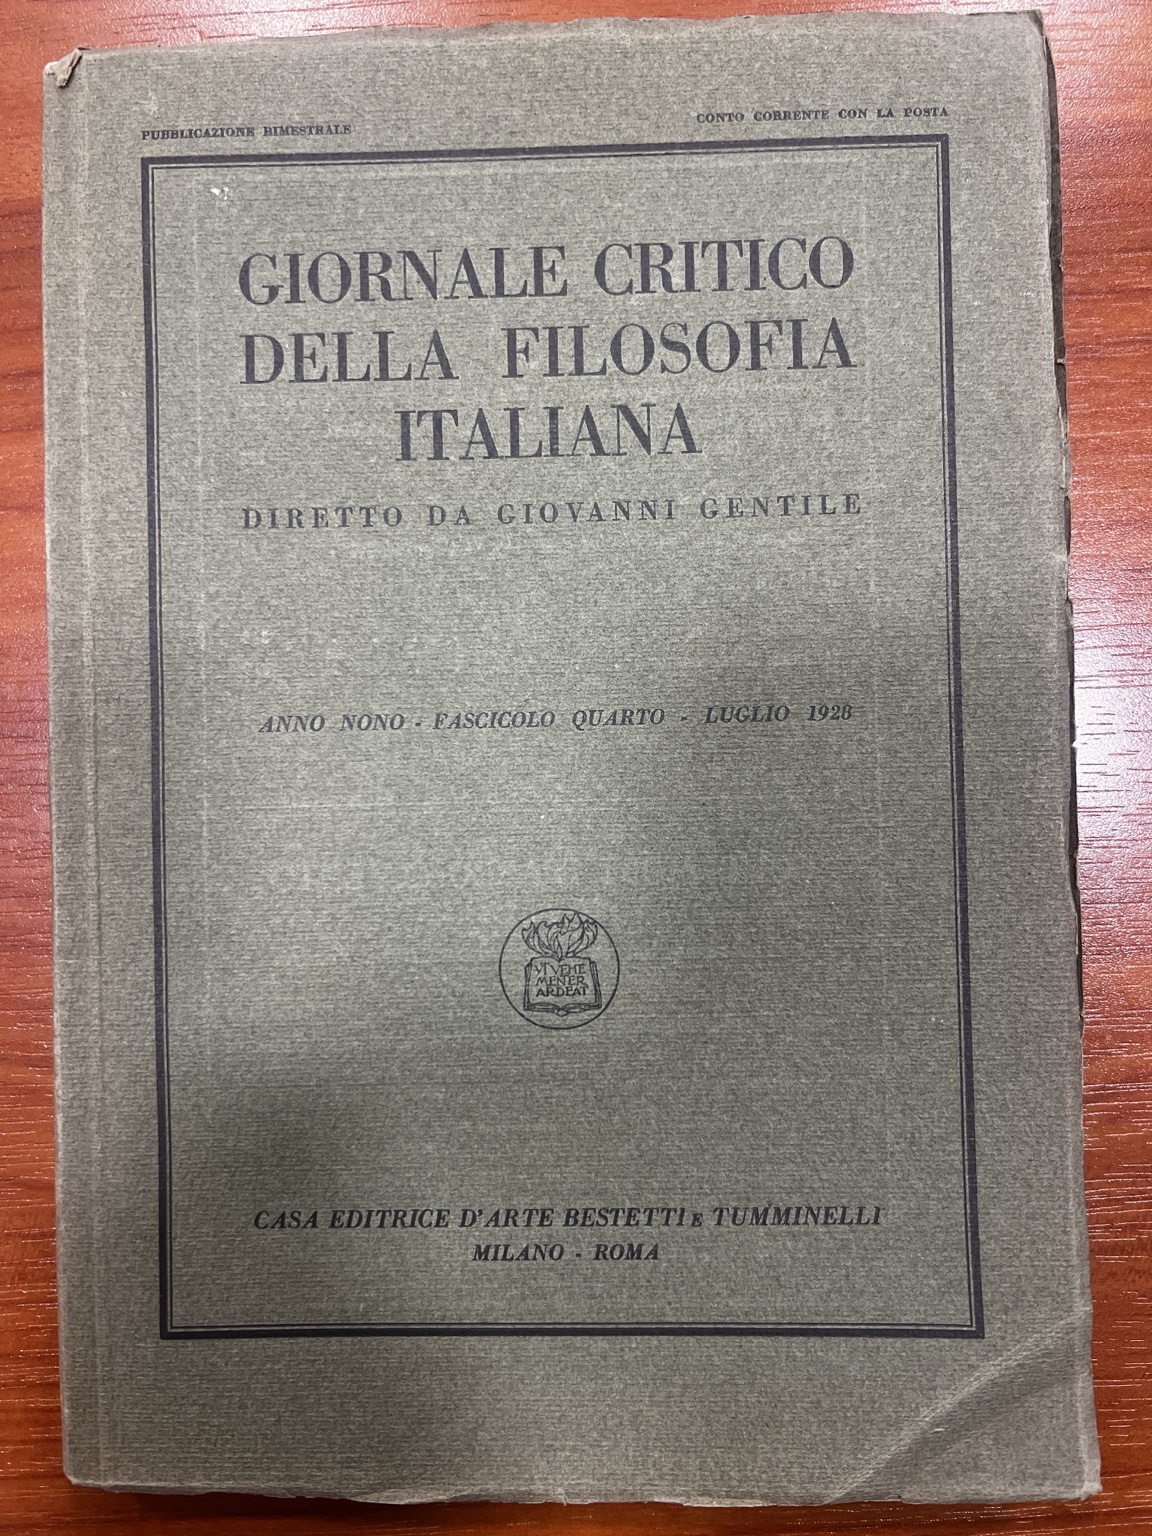 PUBBLICAZIONE BIMESTRALE
CONTO CORRENTE CON LA POSTA
GIORNALE CRITICO
DELLA FILOSOFIA
ITALIANA
DIRETTO DA GIOVANNI GENTILE
ANNO NONO - FASCICOLO QUARTO - LUGLIO 1928
VT VEHE
MENER
ARDEAT
CASA EDITRICE D'ARTE BESTETTI E TUMMINELLI
MILANO - ROMA